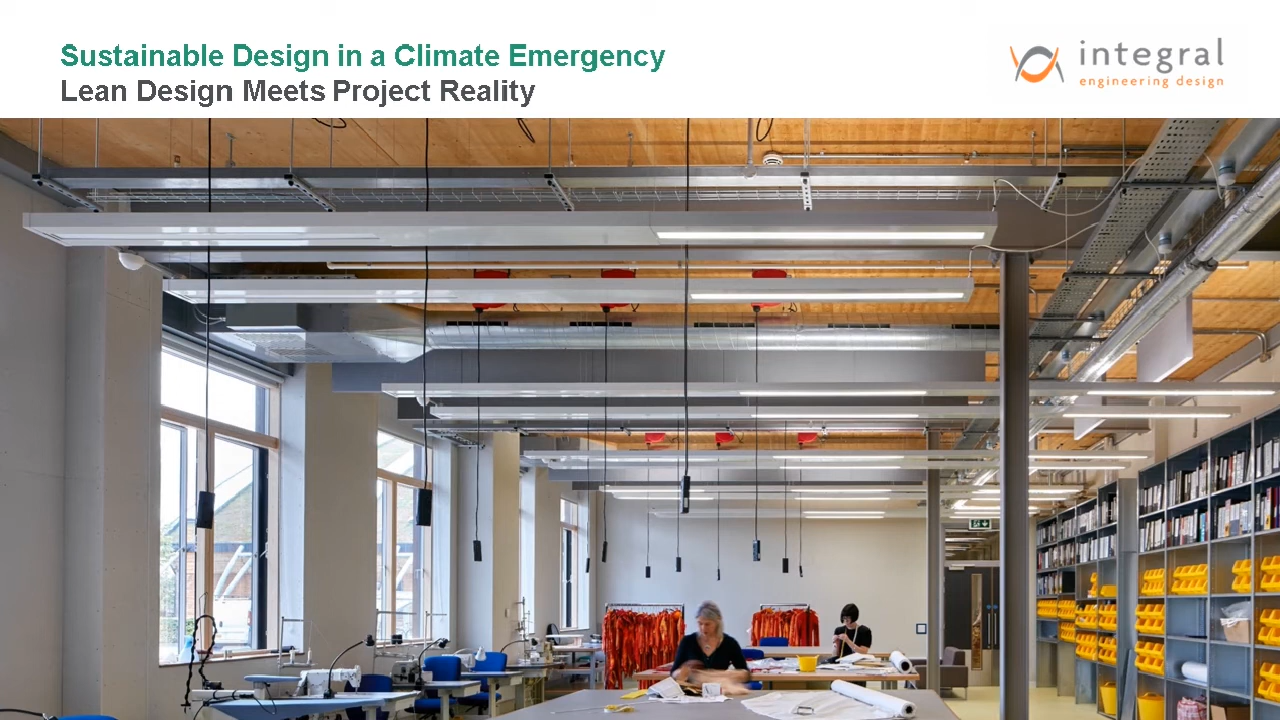 Sustainable Design in a Climate Emergency
Lean Design Meets Project Reality
integral
engineering design